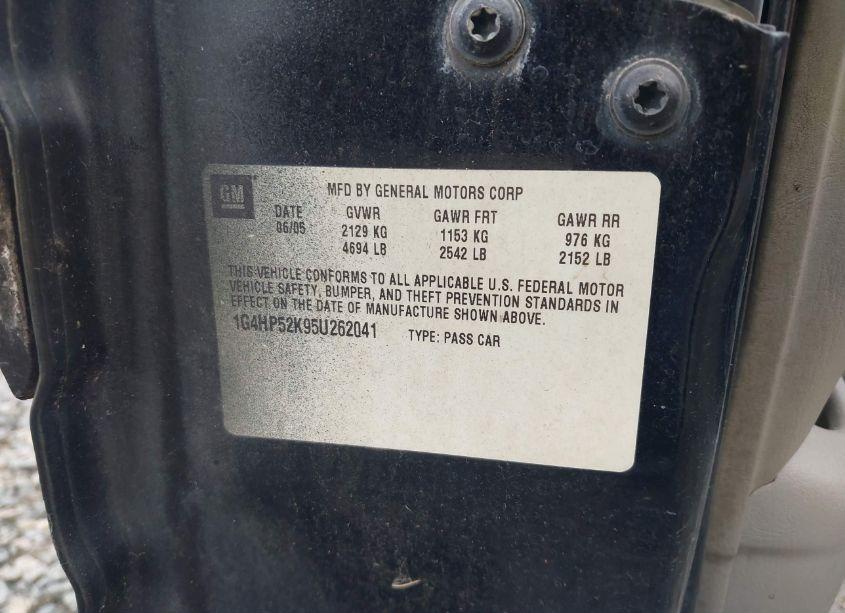 GM
MFD BY GENERAL MOTORS CORP
DATE GVWR GAWR FRT GAWR RR
06/05 2129 KG 1153 KG 976 KG
4694 LB 2542 LB 2152 LB
THIS VEHICLE CONFORMS TO ALL APPLICABLE U.S. FEDERAL MOTOR
VEHICLE SAFETY, BUMPER, AND THEFT PREVENTION STANDARDS IN
EFFECT ON THE DATE OF MANUFACTURE SHOWN ABOVE.
1G4HP52K95U262041 TYPE: PASS CAR